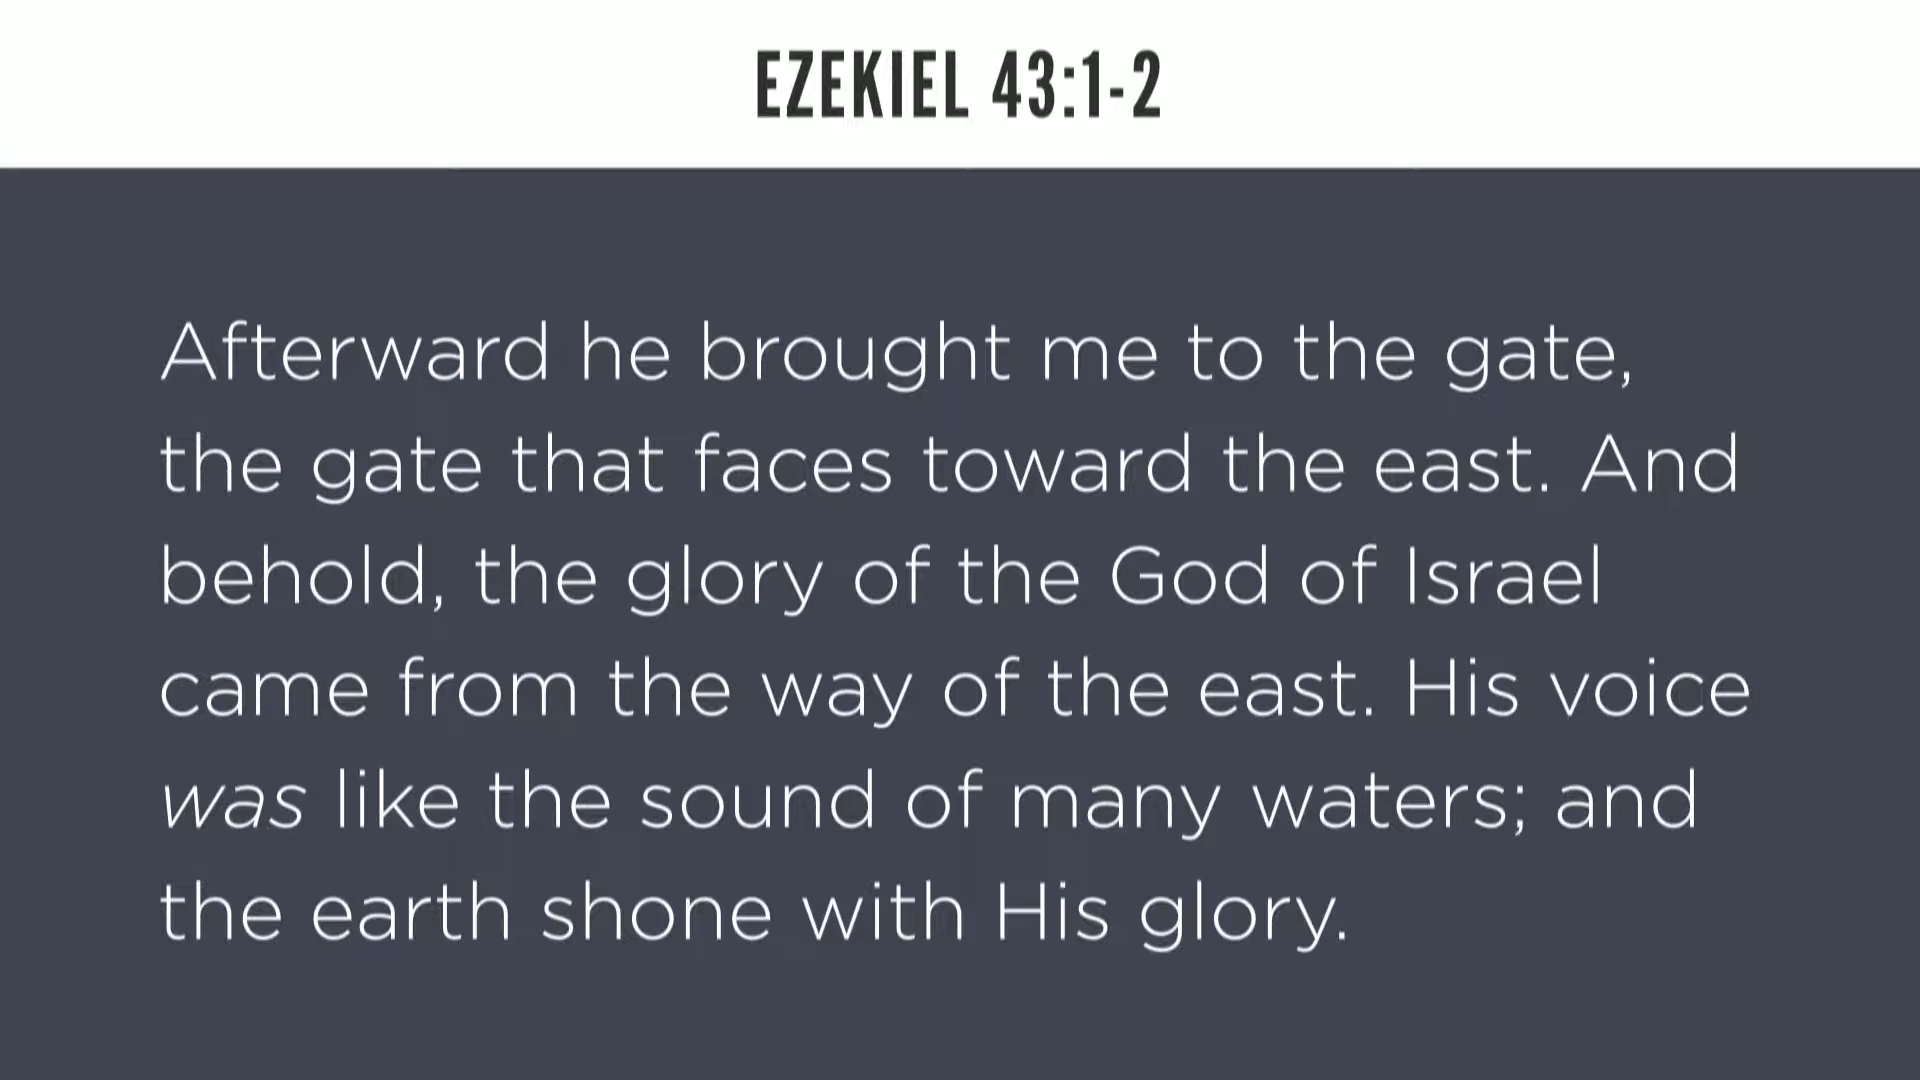 EZEKIEL 43:1-2
Afterward he brought me to the gate,
the gate that faces toward the east. And
behold, the glory of the God of Israel
came from the way of the east. His voice
was like the sound of many waters; and
the earth shone with His glory.